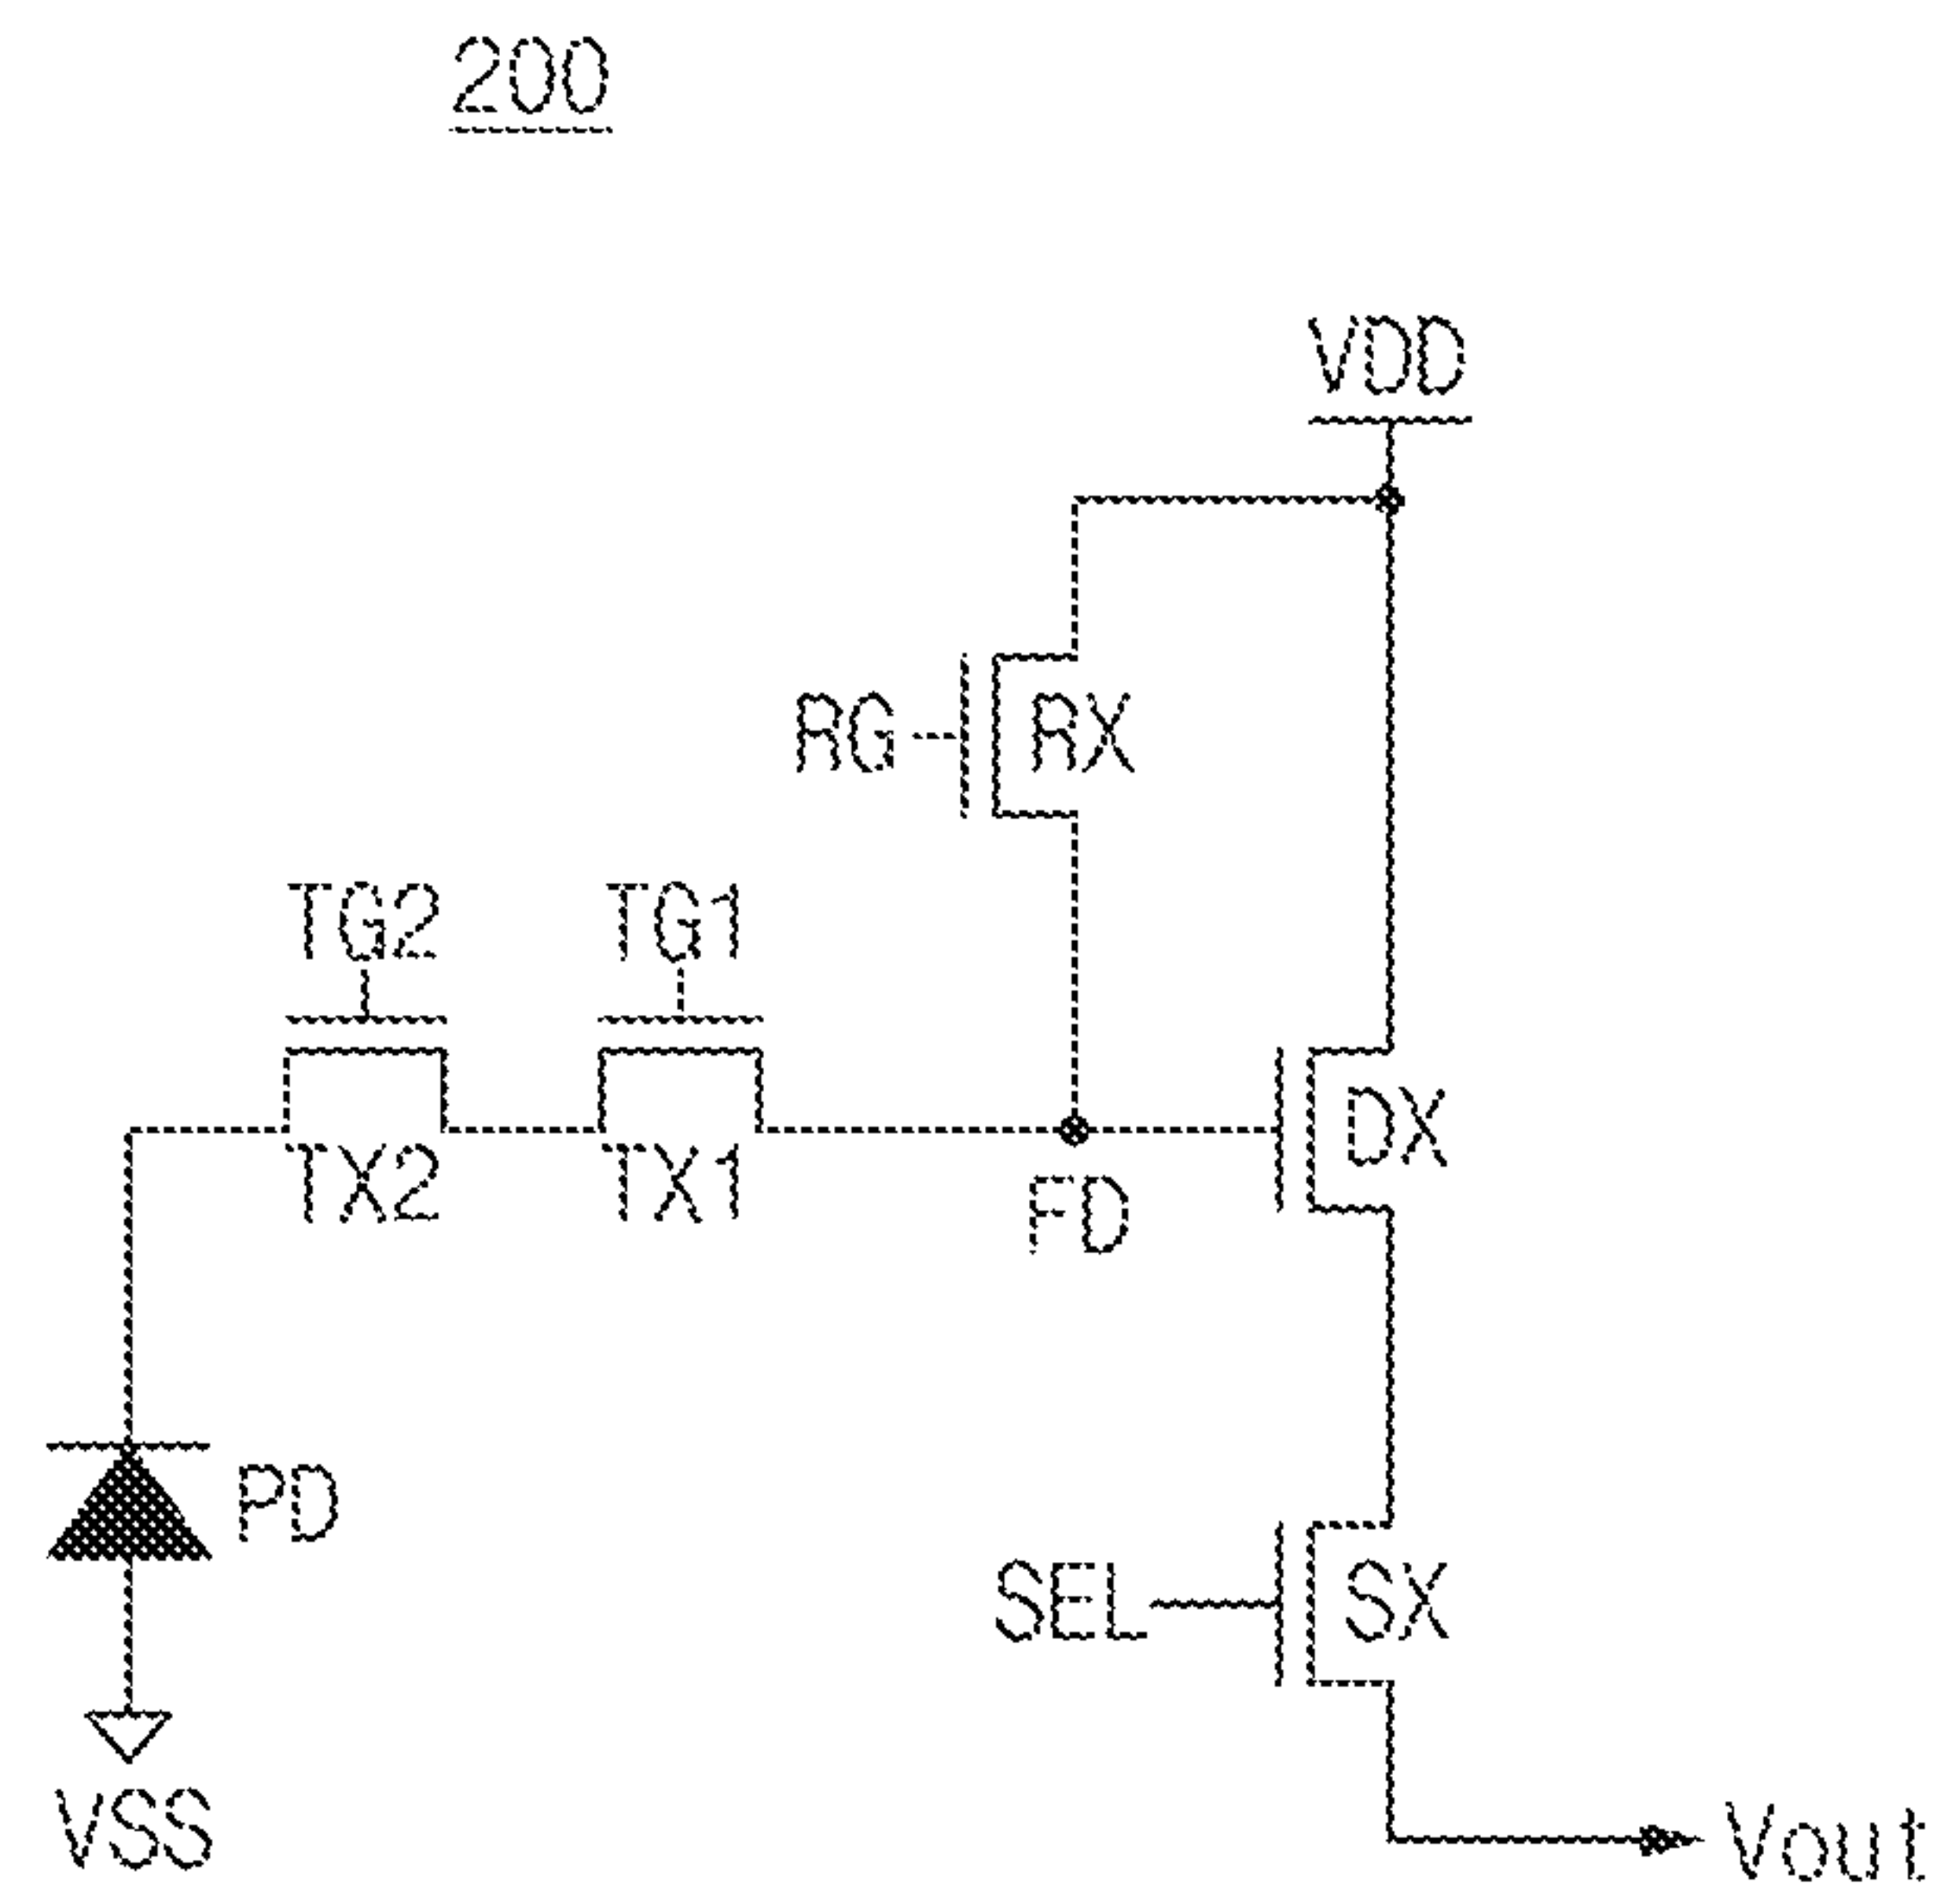 200
VDD
RG RX
TG2 TG1
TX2 TX1 FD DX
PD
SEL SX
VSS Vout